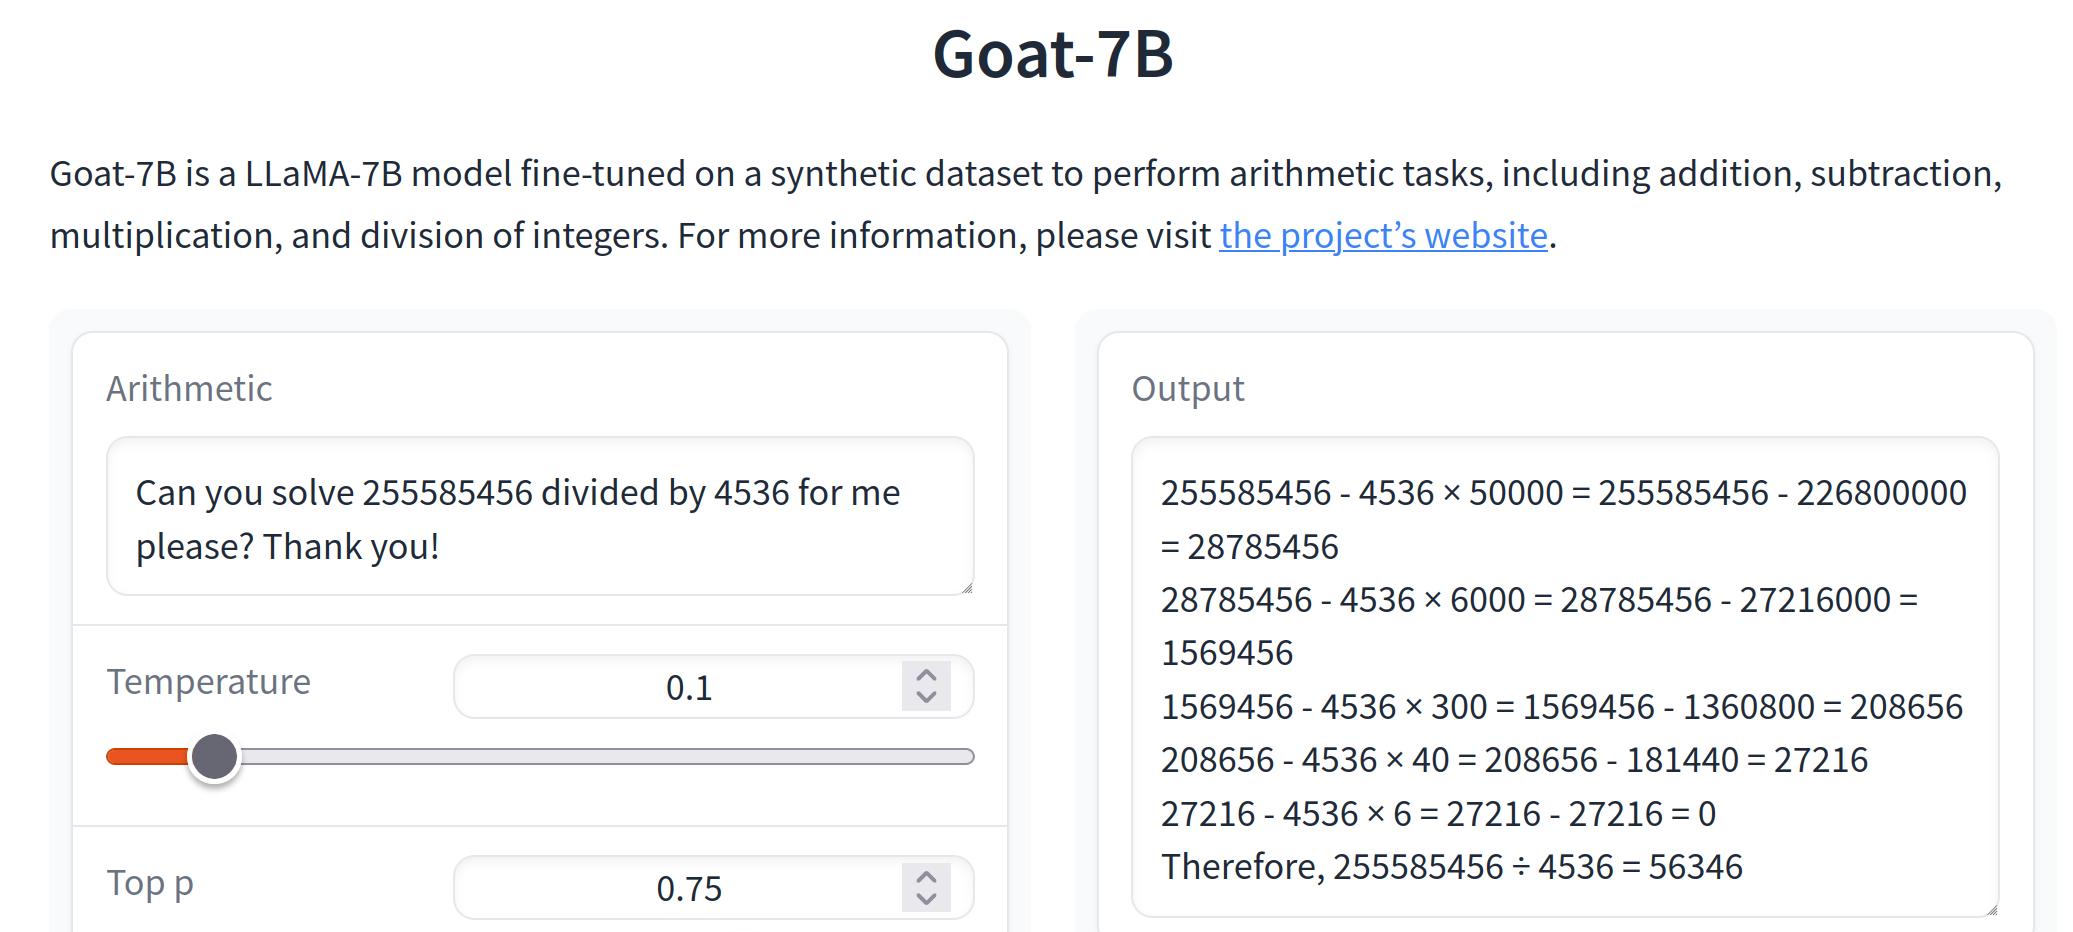 Goat-7B
Goat-7B is a LLaMA-7B model fine-tuned on a synthetic dataset to perform arithmetic tasks, including addition, subtraction,
multiplication, and division of integers. For more information, please visit the project’s website.
Arithmetic
Can you solve 255585456 divided by 4536 for me
please? Thank you!
Temperature
0.1
Top p
0.75
Output
255585456 - 4536 × 50000 = 255585456 - 226800000
= 28785456
28785456 - 4536 × 6000 = 28785456 - 27216000 =
1569456
1569456 - 4536 × 300 = 1569456 - 1360800 = 208656
208656 - 4536 × 40 = 208656 - 181440 = 27216
27216 - 4536 × 6 = 27216 - 27216 = 0
Therefore, 255585456 ÷ 4536 = 56346